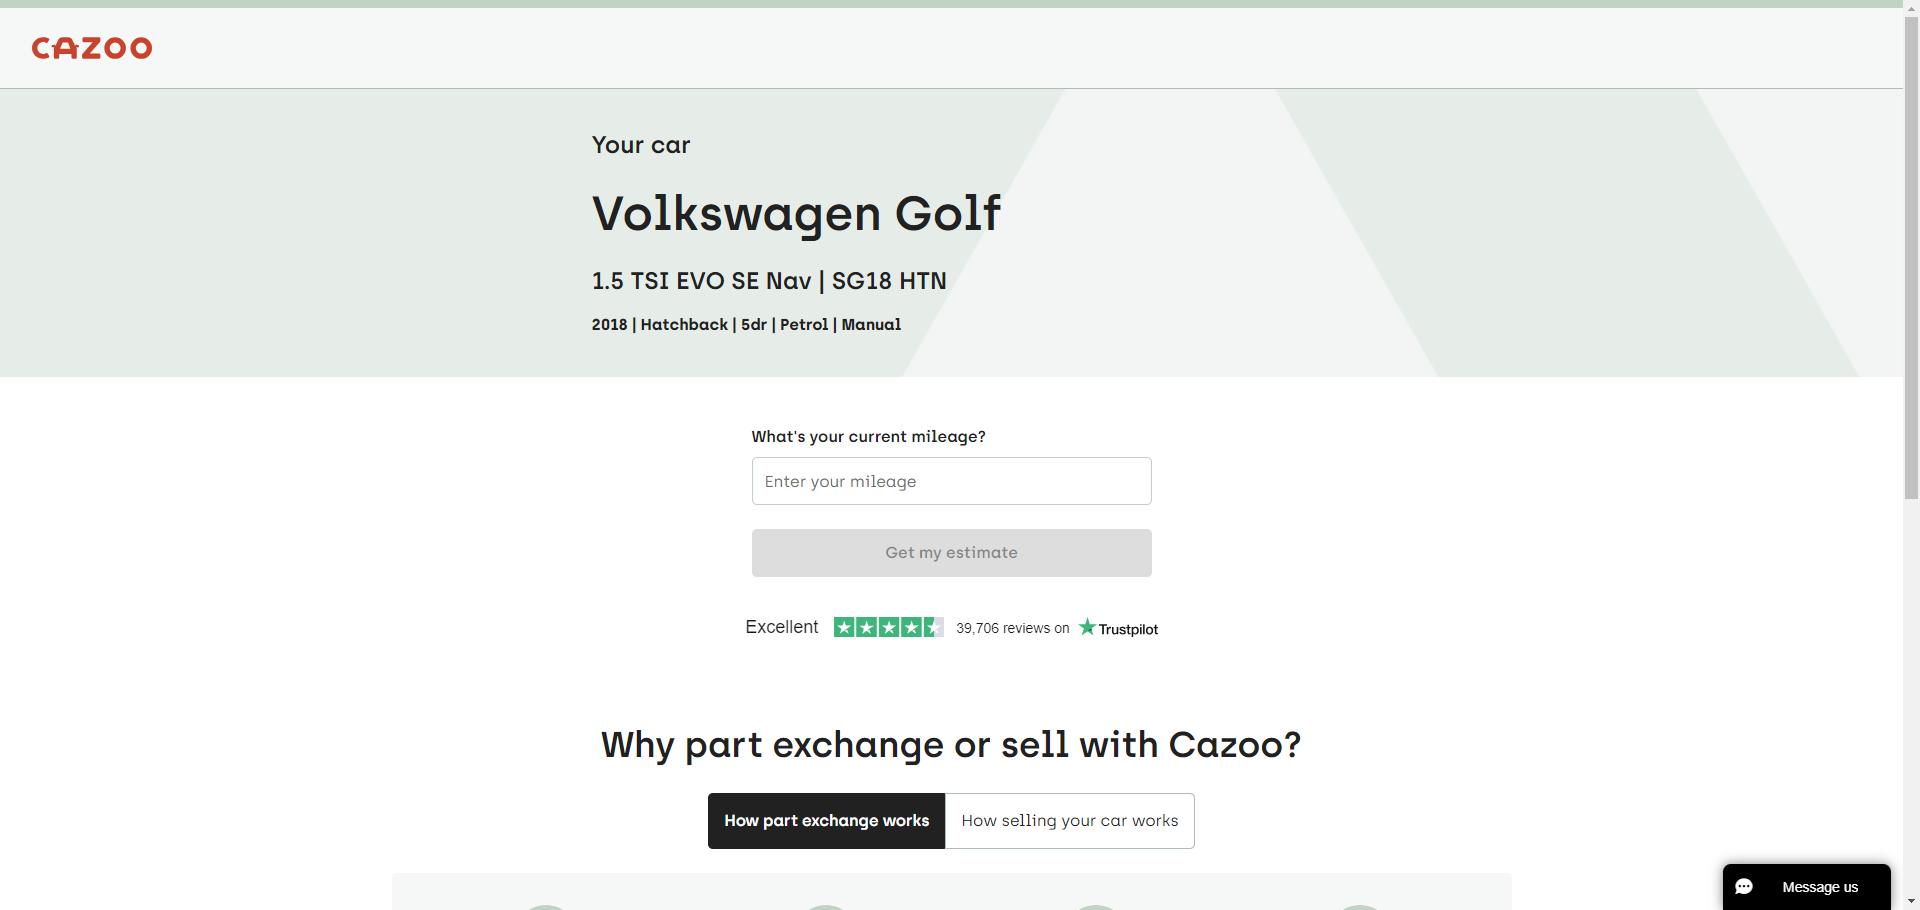 CAZOO
Your car
Volkswagen Golf
1.5 TSI EVO SE Nav | SG18 HTN
2018 | Hatchback | 5dr | Petrol | Manual
What's your current mileage?
Enter your mileage
Get my estimate
Excellent 39,706 reviews on Trustpilot
Why part exchange or sell with Cazoo?
How part exchange works How selling your car works
Message us